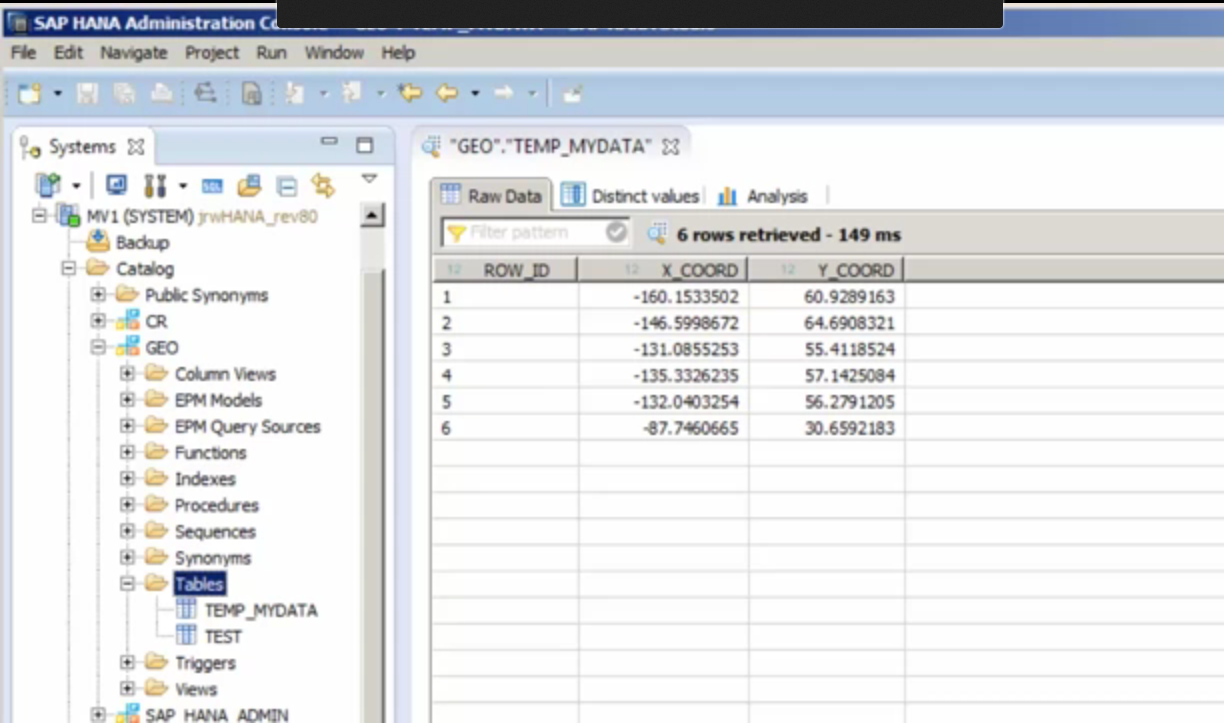 SAP HANA Administration
File Edit Navigate Project Run Window Help
Systems
"GEO"."TEMP_MYDATA"
SQL
MV1 (SYSTEM) jrwHANA_rev80
Backup
Catalog
Public Synonyms
CR
GEO
Column Views
EPM Models
EPM Query Sources
Functions
Indexes
Procedures
Sequences
Synonyms
Tables
TEMP_MYDATA
TEST
Triggers
Views
SAP_HANA_ADMIN
Raw Data Distinct values Analysis
Filter pattern 6 rows retrieved - 149 ms
12 ROW_ID 12 X_COORD 12 Y_COORD
1 -160.1533502 60.9289163
2 -146.5998672 64.6908321
3 -131.0855253 55.4118524
4 -135.3326235 57.1425084
5 -132.0403254 56.2791205
6 -87.7460665 30.6592183